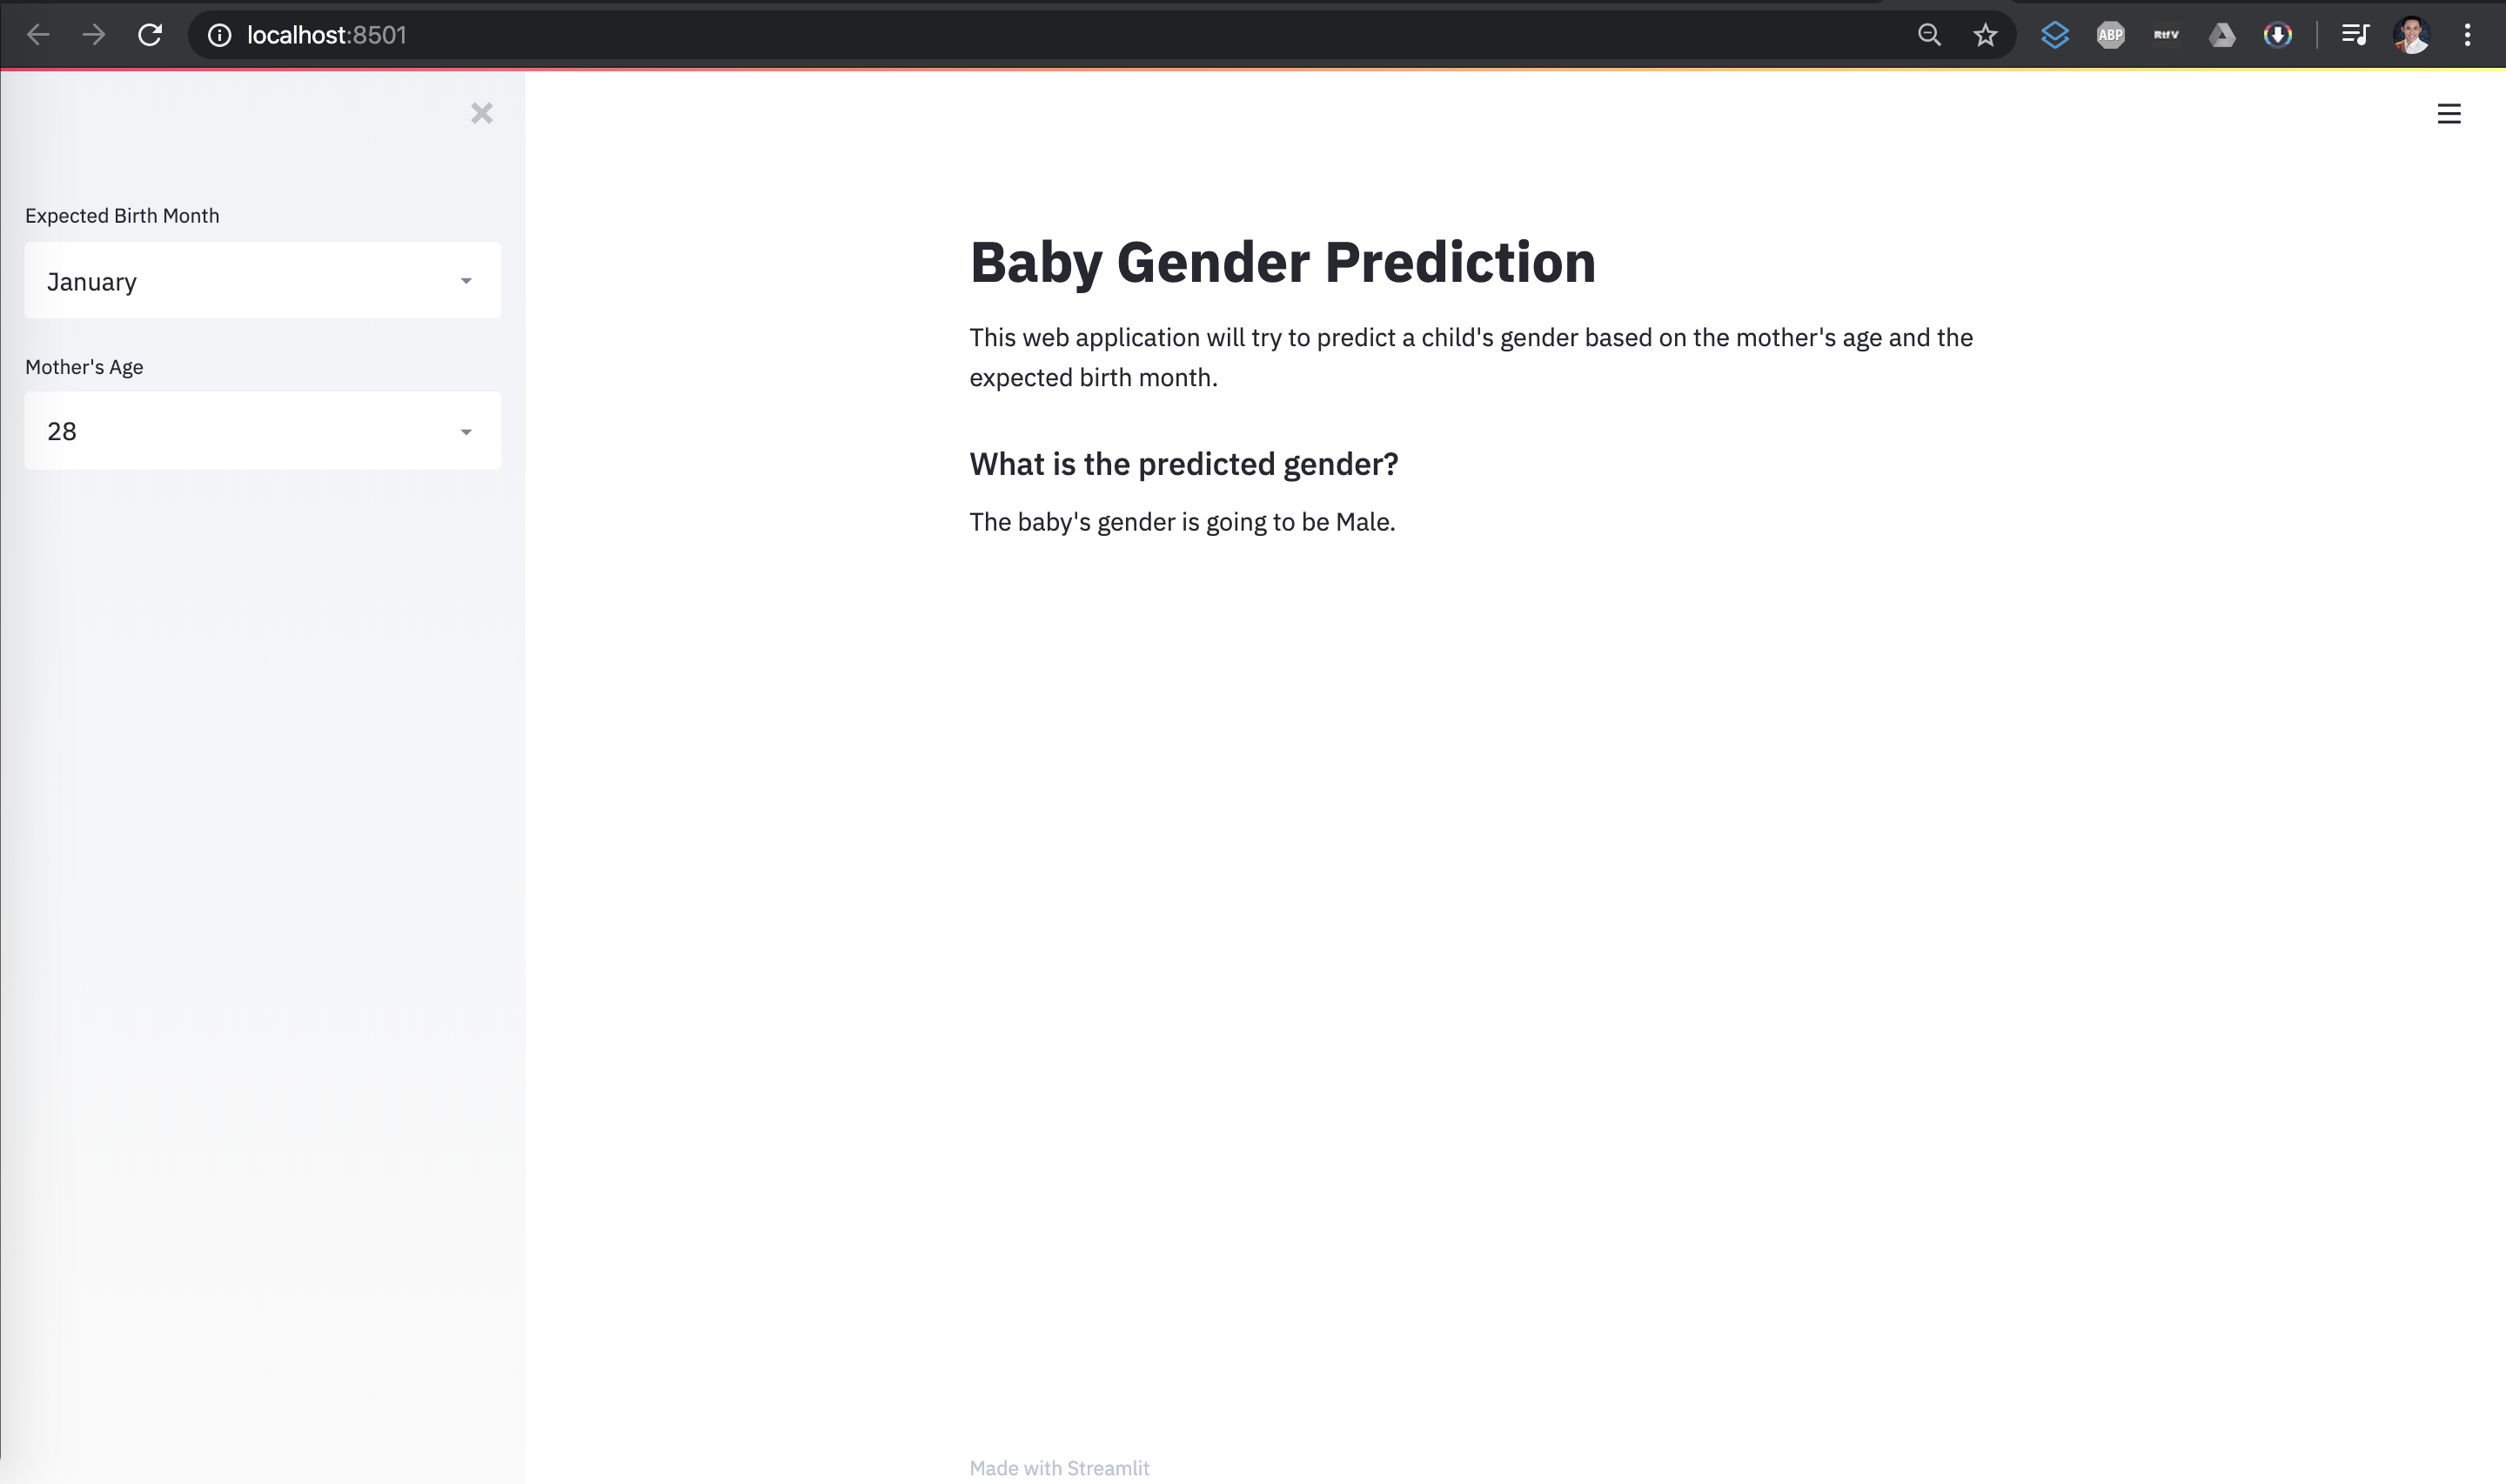 localhost:8501
ABP
RtfV
Expected Birth Month
January
Mother's Age
28
Baby Gender Prediction
This web application will try to predict a child's gender based on the mother's age and the
expected birth month.
What is the predicted gender?
The baby's gender is going to be Male.
Made with Streamlit